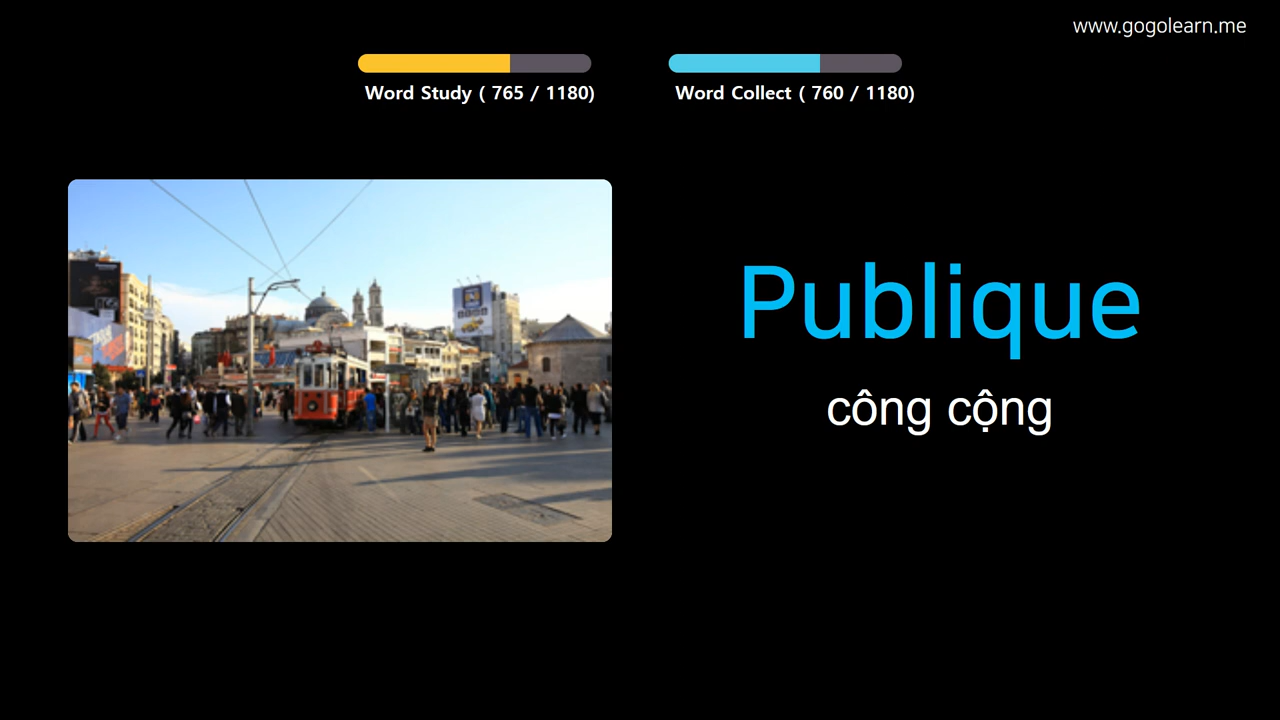 www.gogolearn.me
Word Study ( 765 / 1180)
Word Collect ( 760 / 1180)
Publique
công cộng